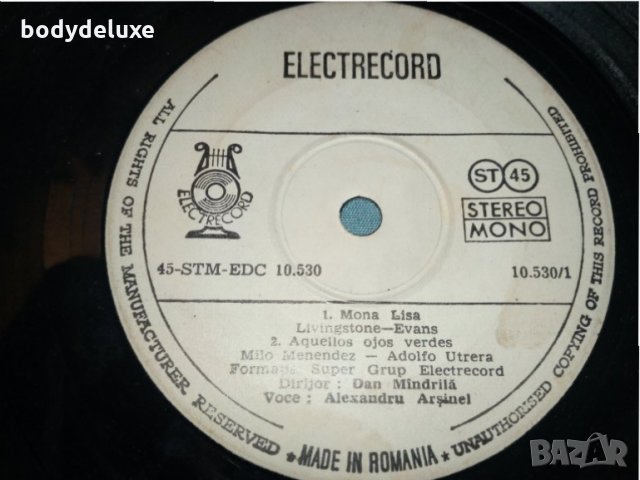 bodydeluxe
ELECTRECORD
ALL RIGHTS OF THE MANUFACTURER RESERVED * MADE IN ROMANIA * UNAUTHORISED COPYING OF THIS RECORD PROHIBITED
ELECTRECORD
ST 45
STEREO
MONO
45-STM-EDC 10.530
10.530/1
1. Mona Lisa
Livingstone—Evans
2. Aquellos ojos verdes
Milo Menendez — Adolfo Utrera
Formația Super Grup Electrecord
Dirijor : Dan Mîndrilă
Voce : Alexandru Arșinel
BAZAR